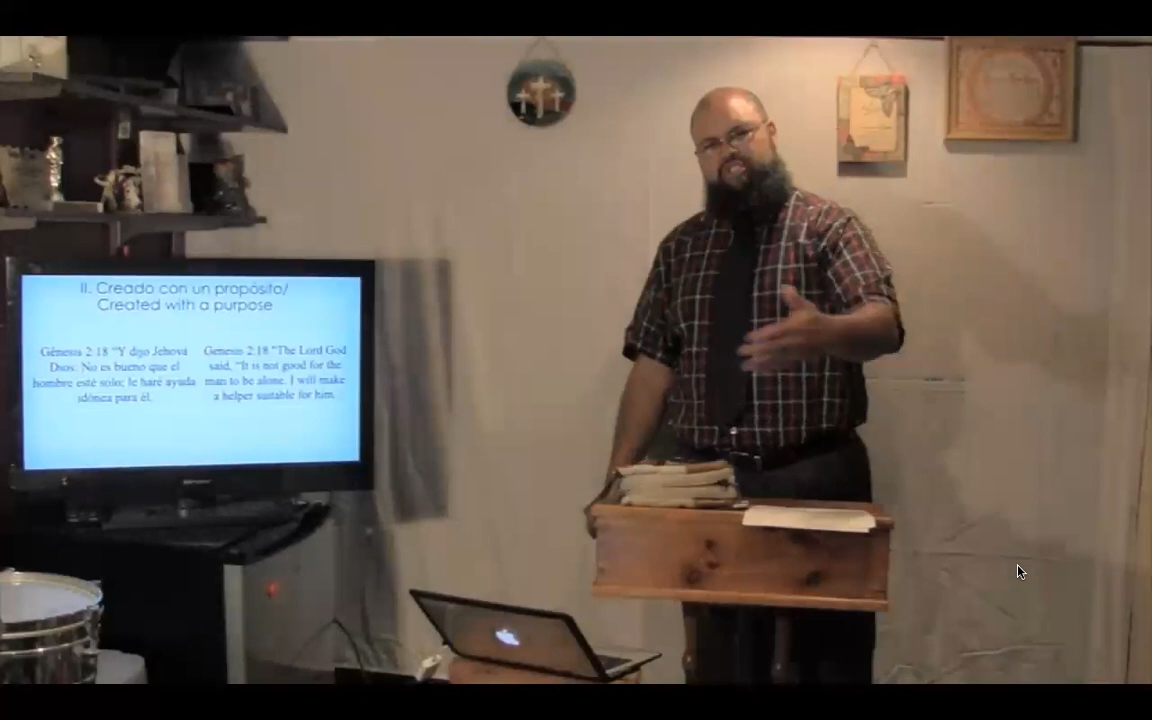 II. Creado con un propósito/
Created with a purpose
Génesis 2:18 "Y dijo Jehová
Dios: No es bueno que el
hombre esté solo; le haré ayuda
idónea para él.
Genesis 2:18 "The Lord God
said, "It is not good for the
man to be alone. I will make
a helper suitable for him.